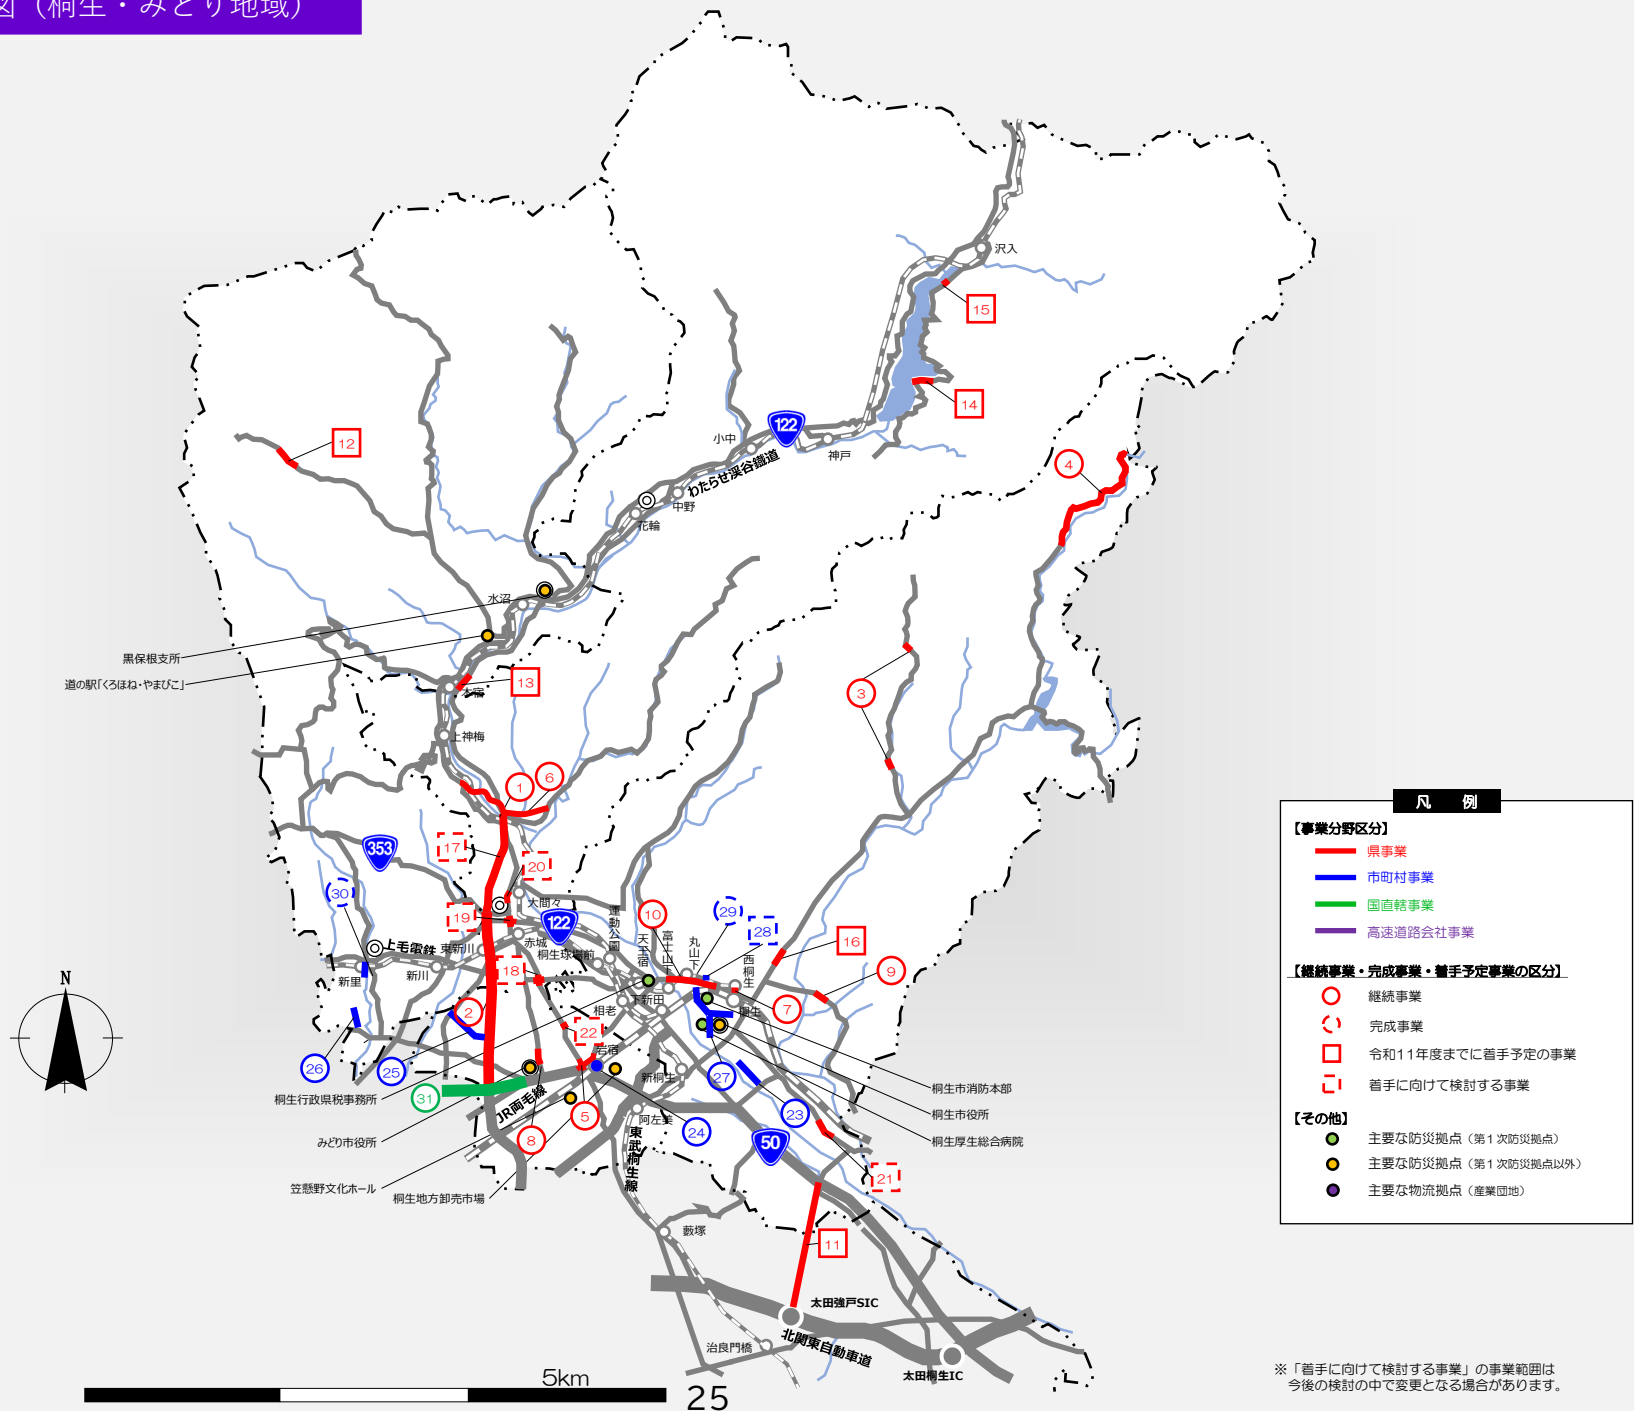 図（桐生・みどり地域）
沢入
15
14
122
小中
神戸
わたらせ渓谷鐵道
中野
花輪
12
4
水沼
黒保根支所
道の駅「くろほね・やまびこ」
本宿
13
3
上神梅
1
6
17
353
20
30
大間々
19
122
運動公園
10
天王宿
富士山下
丸山下
29
28
西桐生
16
上毛電鉄
東新川
赤城
桐生球場前
新里
新川
18
9
2
相老
下新田
桐生
7
22
岩宿
26
25
新桐生
27
31
桐生行政県税事務所
JR両毛線
5
阿左美
24
23
桐生市消防本部
桐生市役所
桐生厚生総合病院
みどり市役所
8
東武桐生線
50
21
笠懸野文化ホール
桐生地方卸売市場
藪塚
11
太田強戸SIC
北関東自動車道
治良門橋
太田桐生IC
N
5km
25
凡　例
【事業分野区分】
県事業
市町村事業
国直轄事業
高速道路会社事業
【継続事業・完成事業・着手予定事業の区分】
継続事業
完成事業
令和１１年度までに着手予定の事業
着手に向けて検討する事業
【その他】
主要な防災拠点（第１次防災拠点）
主要な防災拠点（第１次防災拠点以外）
主要な物流拠点（産業団地）
※「着手に向けて検討する事業」の事業範囲は
今後の検討の中で変更となる場合があります。